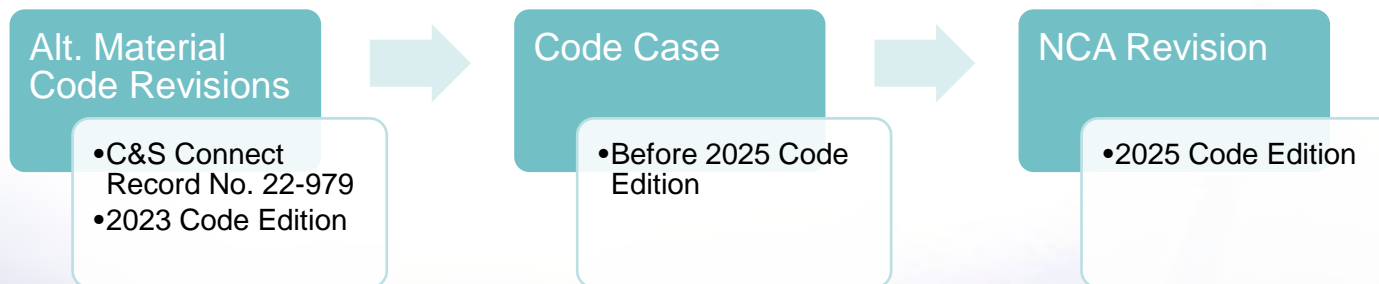 Alt. Material
Code Revisions
•C&S Connect
Record No. 22-979
•2023 Code Edition
Code Case
•Before 2025 Code
Edition
NCA Revision
•2025 Code Edition